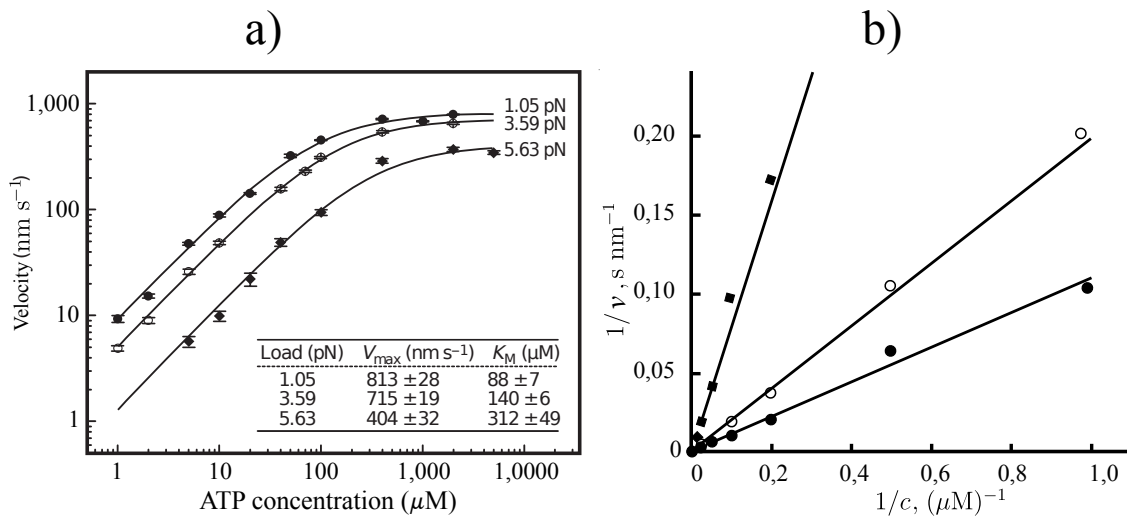 a)
b)
1,000
100
10
1
Velocity (nm s⁻¹)
1.05 pN
3.59 pN
5.63 pN
Load (pN) Vmax (nm s⁻¹) KM (µM)
1.05 813 ±28 88 ±7
3.59 715 ±19 140 ±6
5.63 404 ±32 312 ±49
1 10 100 1,000 1,0000
ATP concentration (µM)
0,20
0,15
0,10
0,05
0
1/v, s nm⁻¹
0 0,2 0,4 0,6 0,8 1,0
1/c, (µM)⁻¹